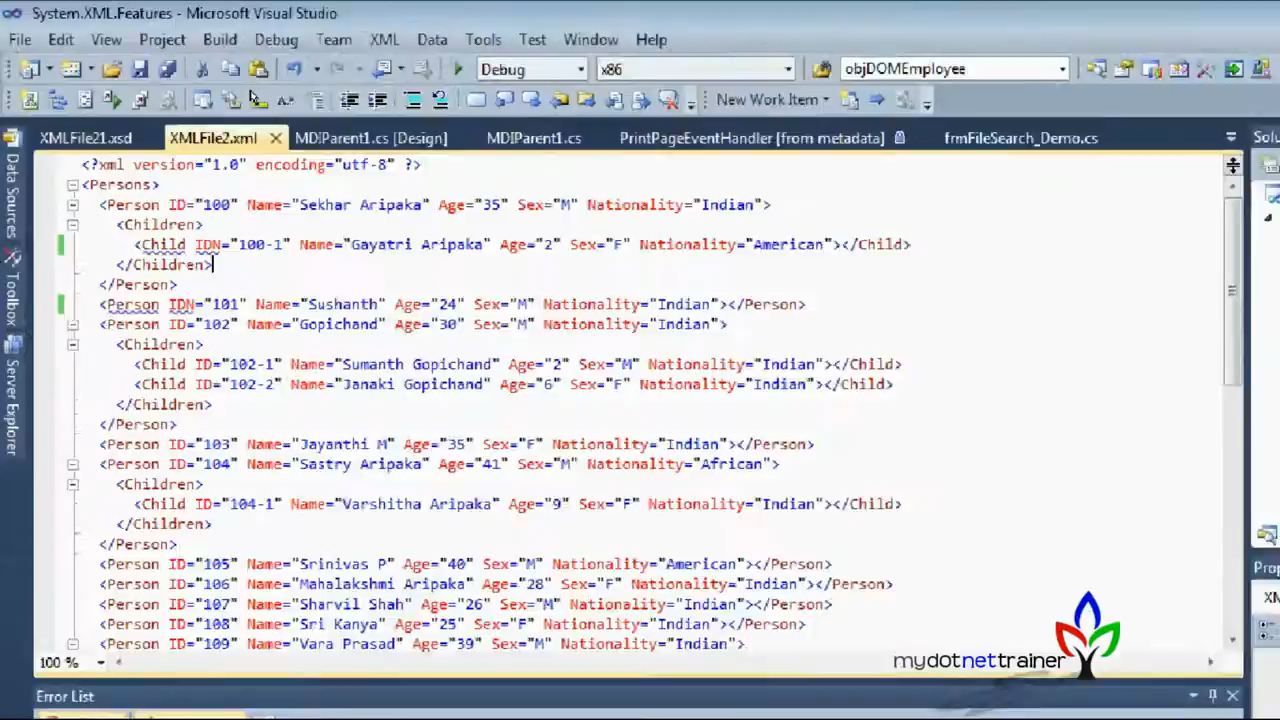 System.XML.Features - Microsoft Visual Studio
File Edit View Project Build Debug Team XML Data Tools Test Window Help
Debug x86 objDOMEmployee
New Work Item
XMLFile21.xsd XMLFile2.xml MDIParent1.cs [Design] MDIParent1.cs PrintPageEventHandler [from metadata] frmFileSearch_Demo.cs
Data Sources
Toolbox
Server Explorer
<?xml version="1.0" encoding="utf-8" ?>
<Persons>
<Person ID="100" Name="Sekhar Aripaka" Age="35" Sex="M" Nationality="Indian">
<Children>
<Child IDN="100-1" Name="Gayatri Aripaka" Age="2" Sex="F" Nationality="American"></Child>
</Children>
</Person>
<Person IDN="101" Name="Sushanth" Age="24" Sex="M" Nationality="Indian"></Person>
<Person ID="102" Name="Gopichand" Age="30" Sex="M" Nationality="Indian">
<Children>
<Child ID="102-1" Name="Sumanth Gopichand" Age="2" Sex="M" Nationality="Indian"></Child>
<Child ID="102-2" Name="Janaki Gopichand" Age="6" Sex="F" Nationality="Indian"></Child>
</Children>
</Person>
<Person ID="103" Name="Jayanthi M" Age="35" Sex="F" Nationality="Indian"></Person>
<Person ID="104" Name="Sastry Aripaka" Age="41" Sex="M" Nationality="African">
<Children>
<Child ID="104-1" Name="Varshitha Aripaka" Age="9" Sex="F" Nationality="Indian"></Child>
</Children>
</Person>
<Person ID="105" Name="Srinivas P" Age="40" Sex="M" Nationality="American"></Person>
<Person ID="106" Name="Mahalakshmi Aripaka" Age="28" Sex="F" Nationality="Indian"></Person>
<Person ID="107" Name="Sharvil Shah" Age="26" Sex="M" Nationality="Indian"></Person>
<Person ID="108" Name="Sri Kanya" Age="25" Sex="F" Nationality="Indian"></Person>
<Person ID="109" Name="Vara Prasad" Age="39" Sex="M" Nationality="Indian">
100 %
mydotnettrainer
Error List
Solu
Prop
XM